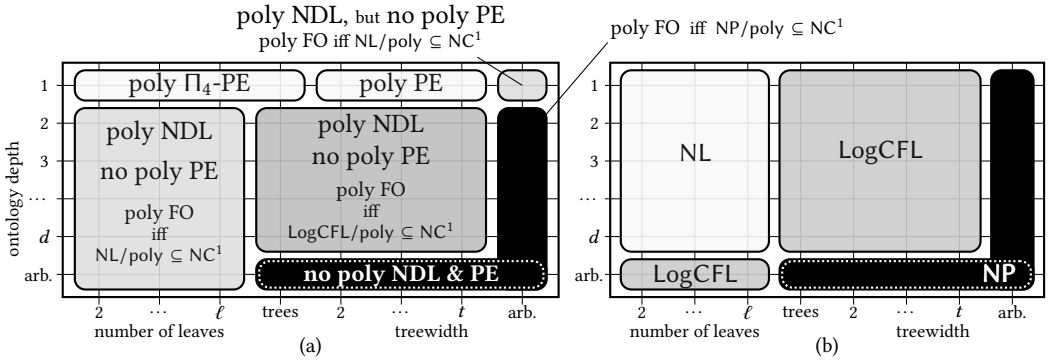 poly NDL, but no poly PE
poly FO iff NL/poly ⊆ NC¹
poly FO iff NP/poly ⊆ NC¹
ontology depth
1
2
3
...
d
arb.
poly Π₄-PE
poly PE
poly NDL
no poly PE
poly FO
iff
NL/poly ⊆ NC¹
poly NDL
no poly PE
poly FO
iff
LogCFL/poly ⊆ NC¹
no poly NDL & PE
2 ... ℓ trees 2 ... t arb.
number of leaves treewidth
(a)
1
2
3
...
d
arb.
NL
LogCFL
LogCFL
NP
2 ... ℓ trees 2 ... t arb.
number of leaves treewidth
(b)